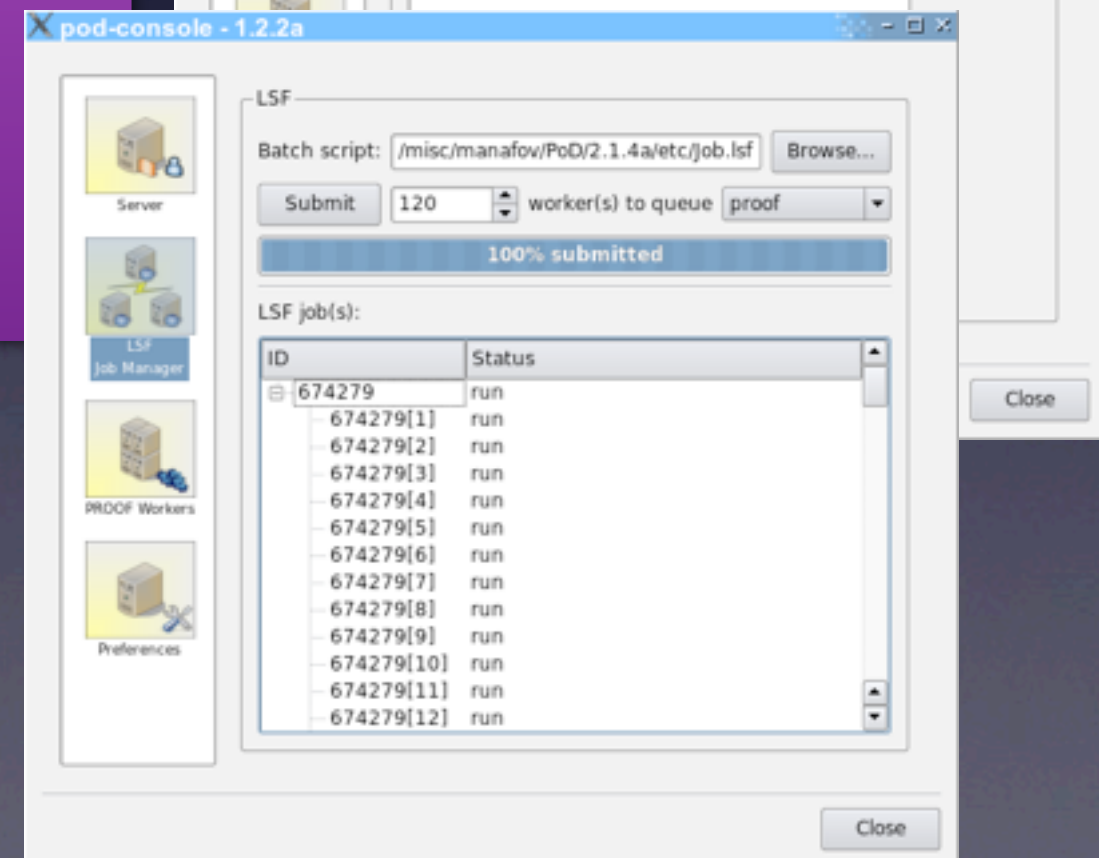 pod-console - 1.2.2a
Server
LSF
Job Manager
PROOF Workers
Preferences
LSF
Batch script: /misc/manafov/PoD/2.1.4a/etc/Job.lsf Browse...
Submit 120 worker(s) to queue proof
100% submitted
LSF job(s):
ID Status
674279 run
674279[1] run
674279[2] run
674279[3] run
674279[4] run
674279[5] run
674279[6] run
674279[7] run
674279[8] run
674279[9] run
674279[10] run
674279[11] run
674279[12] run
Close
Close